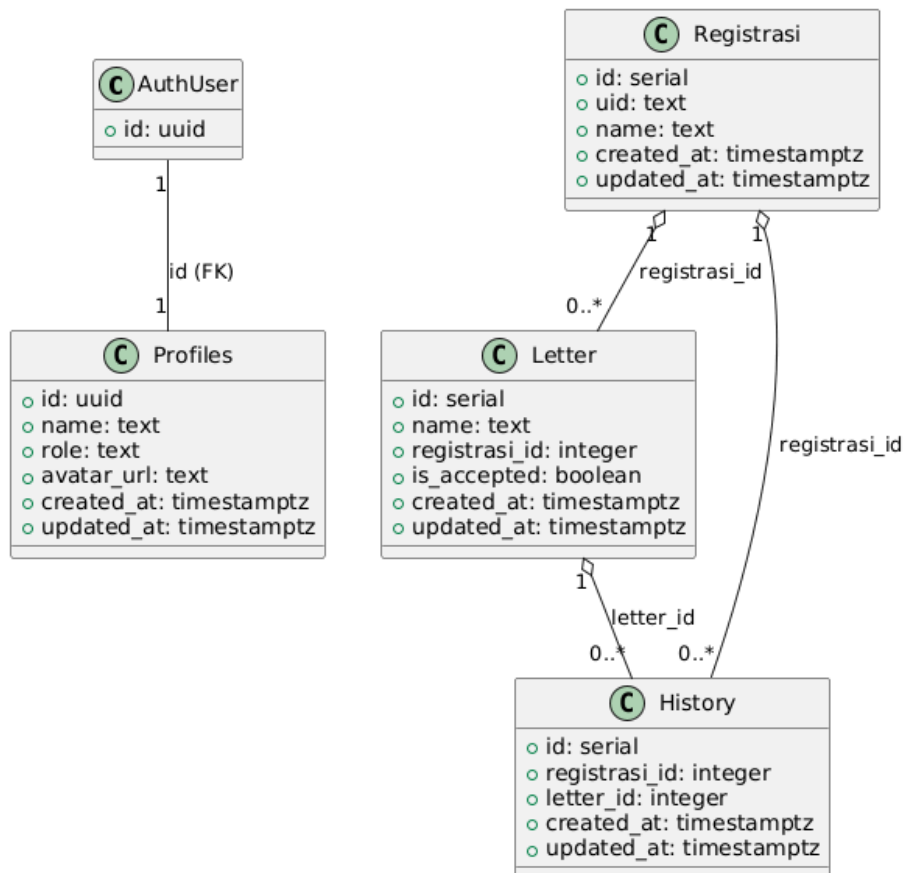 C AuthUser
id: uuid
1
id (FK)
1
C Profiles
id: uuid
name: text
role: text
avatar_url: text
created_at: timestamptz
updated_at: timestamptz
C Registrasi
id: serial
uid: text
name: text
created_at: timestamptz
updated_at: timestamptz
1
1
registrasi_id
0..*
C Letter
id: serial
name: text
registrasi_id: integer
is_accepted: boolean
created_at: timestamptz
updated_at: timestamptz
registrasi_id
1
letter_id
0..*
0..*
C History
id: serial
registrasi_id: integer
letter_id: integer
created_at: timestamptz
updated_at: timestamptz